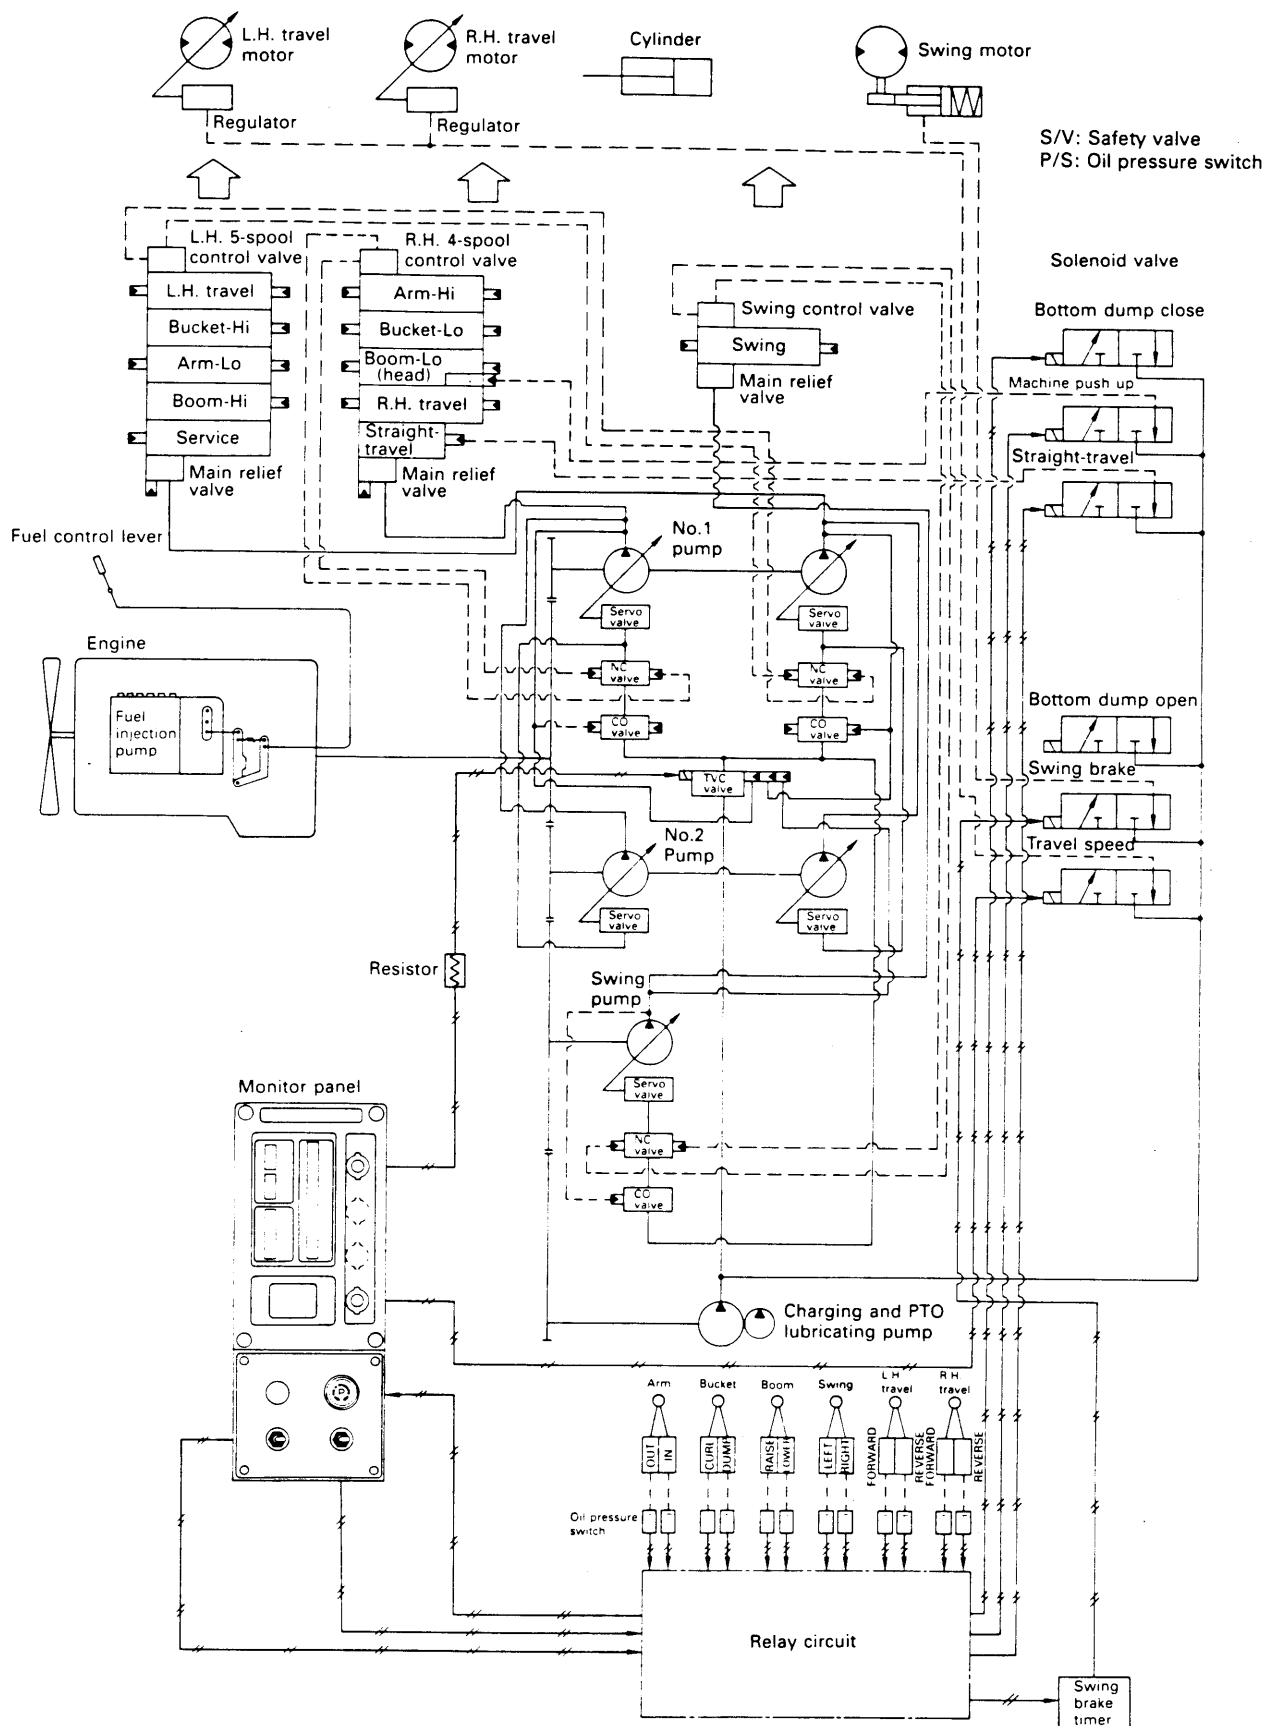 L.H. travel
motor
R.H. travel
motor
Cylinder
Swing motor
Regulator
Regulator
S/V: Safety valve
P/S: Oil pressure switch
L.H. 5-spool
control valve
R.H. 4-spool
control valve
Solenoid valve
L.H. travel
Bucket-Hi
Arm-Lo
Boom-Hi
Service
Main relief
valve
Arm-Hi
Bucket-Lo
Boom-Lo
(head)
R.H. travel
Straight-
travel
Main relief
valve
Swing control valve
Swing
Main relief
valve
Bottom dump close
Machine push up
Straight-travel
Fuel control lever
No.1
pump
Servo
valve
Servo
valve
Engine
NC
valve
NC
valve
Fuel
injection
pump
CO
valve
CO
valve
Bottom dump open
Swing brake
Travel speed
TVC
valve
No.2
Pump
Servo
valve
Servo
valve
Resistor
Swing
pump
Servo
valve
NC
valve
CO
valve
Monitor panel
P
Charging and PTO
lubricating pump
Arm
Bucket
Boom
Swing
L.H.
travel
R.H.
travel
OUT
IN
CURL
DUMP
RAISE
LOWER
LEFT
RIGHT
FORWARD
REVERSE
FORWARD
REVERSE
Oil pressure
switch
Relay circuit
Swing
brake
timer